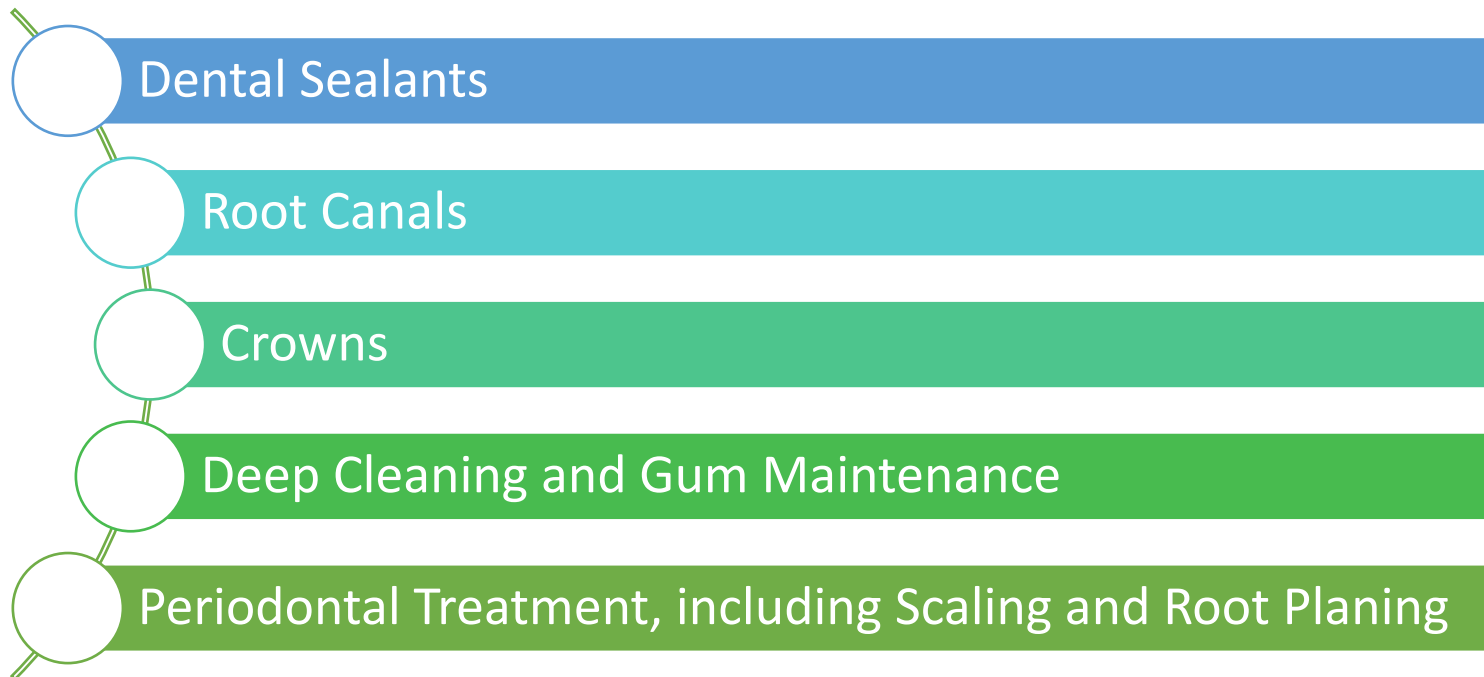 Dental Sealants
Root Canals
Crowns
Deep Cleaning and Gum Maintenance
Periodontal Treatment, including Scaling and Root Planing